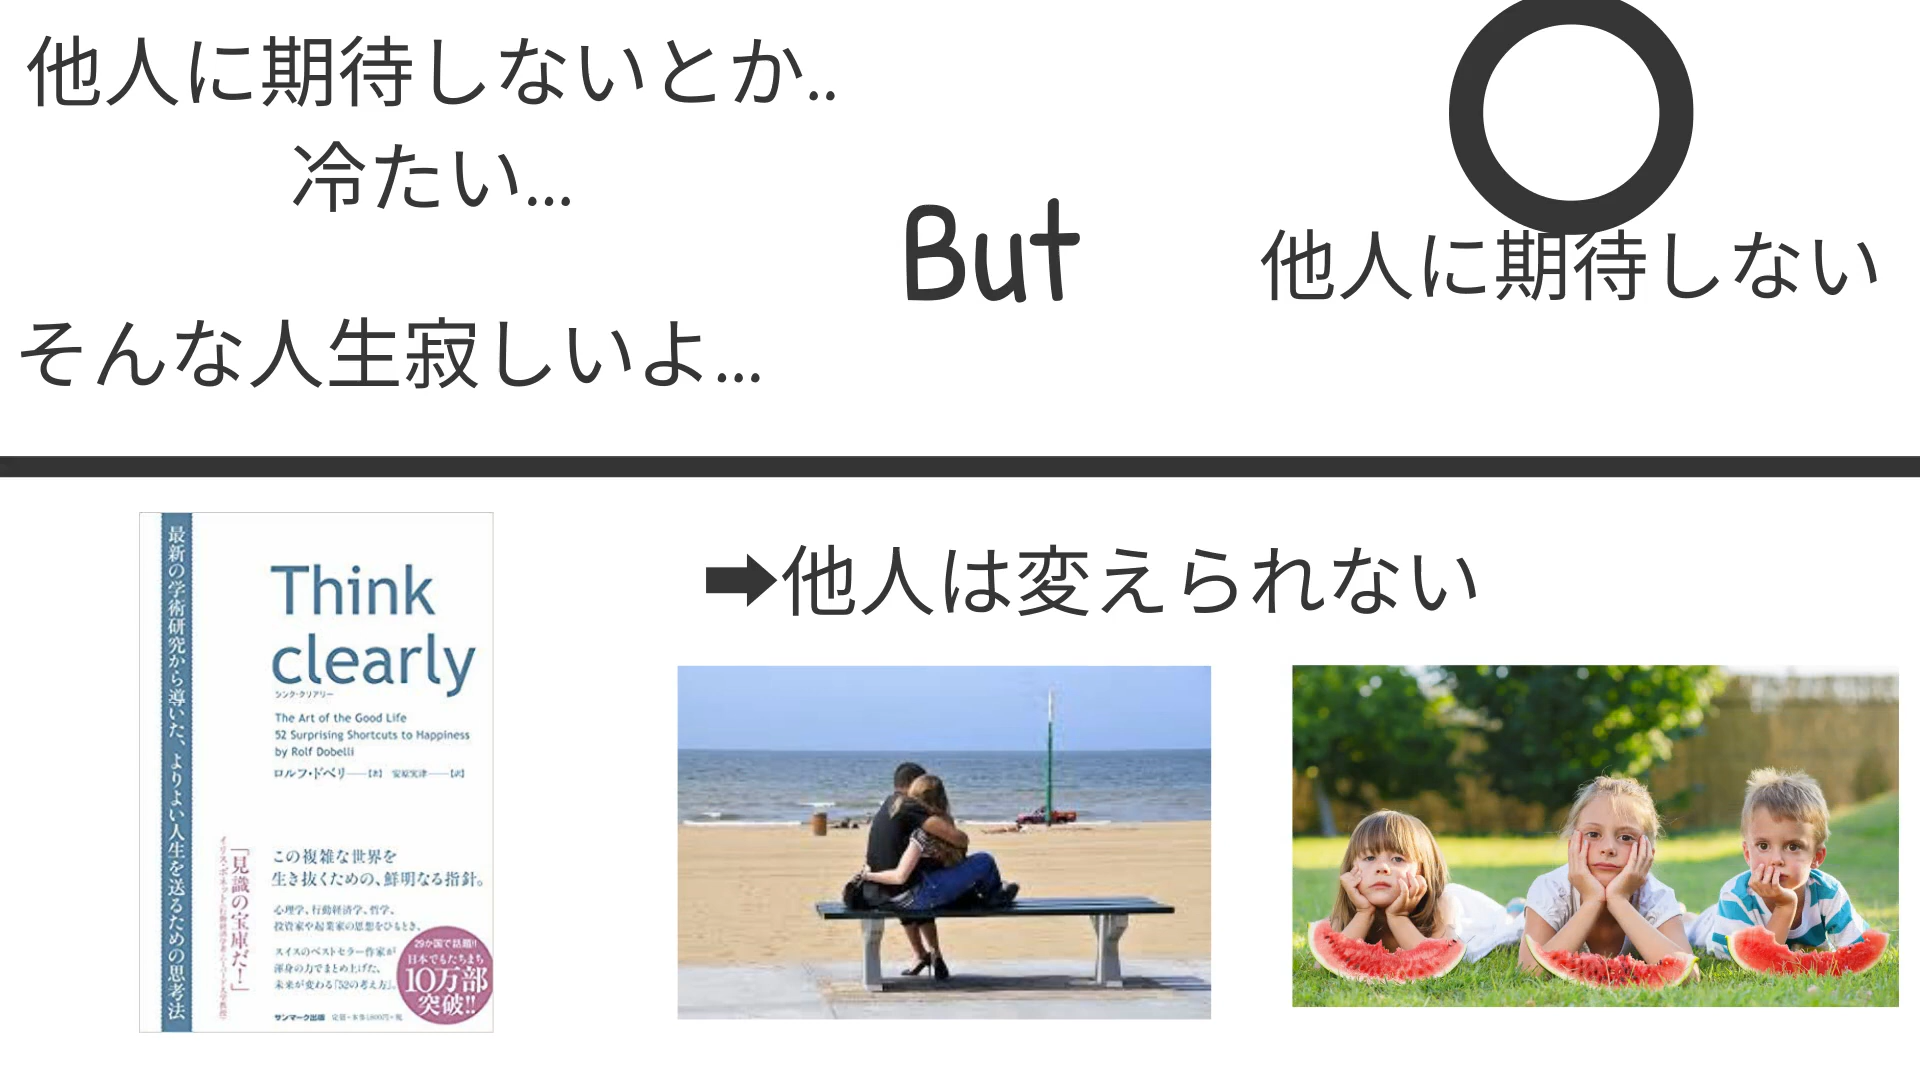 他人に期待しないとか..
冷たい...
そんな人生寂しいよ...
But
他人に期待しない
➡他人は変えられない
最新の学術研究から導いた、よりよい人生を送るための思考法
Think
clearly
シンク・クリアリー
The Art of the Good Life
52 Surprising Shortcuts to Happiness
by Rolf Dobelli
ロルフ・ドベリ――【著】 安原実津――【訳】
「見識の宝庫だ!」
この複雑な世界を
生き抜くための、鮮明なる指針。
心理学、行動経済学、哲学、
投資家や起業家の思想をひもとき、
スイスのベストセラー作家が
渾身の力でまとめ上げた、
未来が変わる「52の考え方」。
29か国で話題!!
日本でもたちまち
10万部
突破!!
サンマーク出版